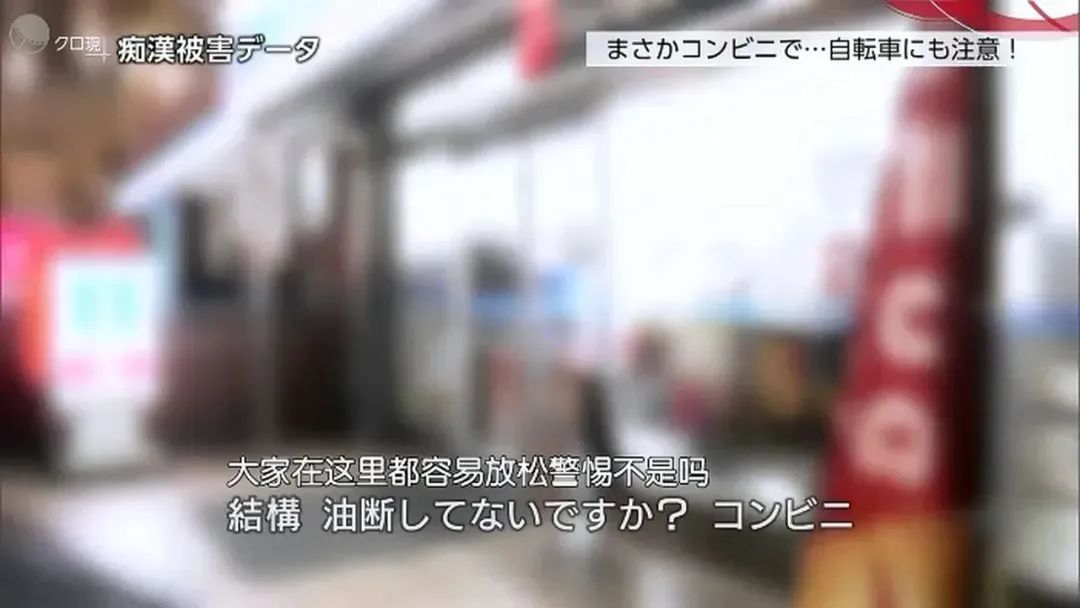 クロ現+
痴漢被害データ
まさかコンビニで…自転車にも注意！
大家在这里都容易放松警惕不是吗
結構 油断してないですか？ コンビニ